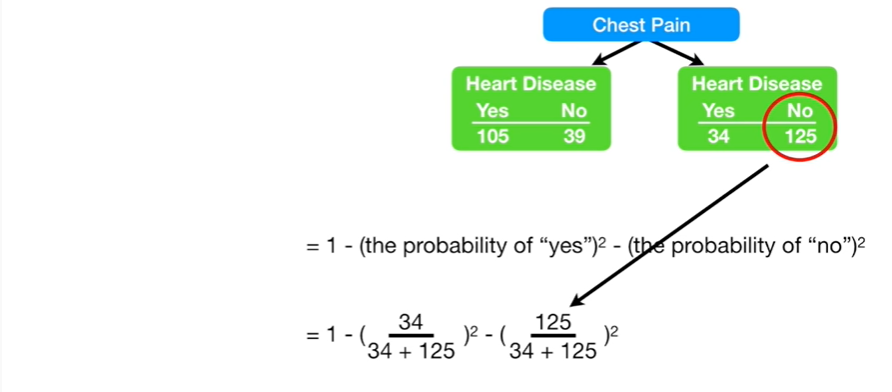 Chest Pain
Heart Disease
Yes No
105 39
Heart Disease
Yes No
34 125
= 1 - (the probability of “yes”)² - (the probability of “no”)²
= 1 - (34 / 34 + 125)² - (125 / 34 + 125)²